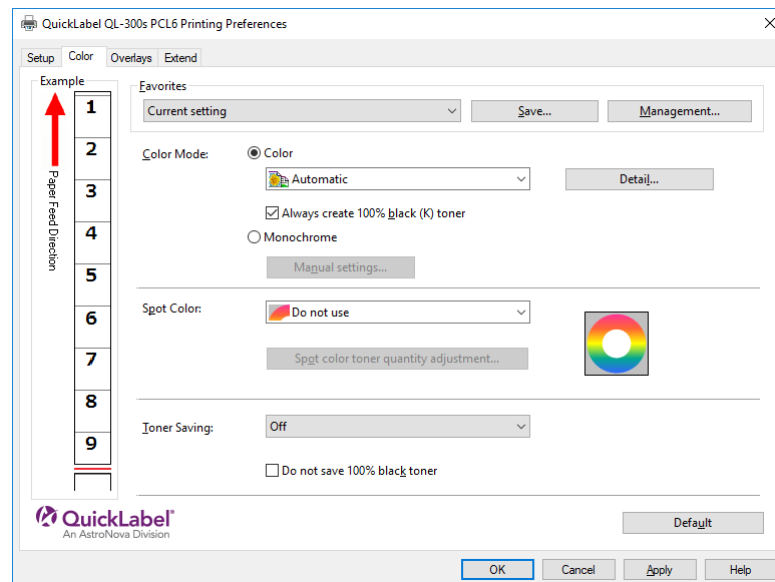 QuickLabel QL-300s PCL6 Printing Preferences
Setup Color Overlays Extend
Example
Paper Feed Direction
1
2
3
4
5
6
7
8
9
Favorites
Current setting Save... Management...
Color Mode: Color
Automatic Detail...
Always create 100% black (K) toner
Monochrome
Manual settings...
Spot Color: Do not use
Spot color toner quantity adjustment...
Toner Saving: Off
Do not save 100% black toner
QuickLabel®
An AstroNova Division
Default
OK Cancel Apply Help